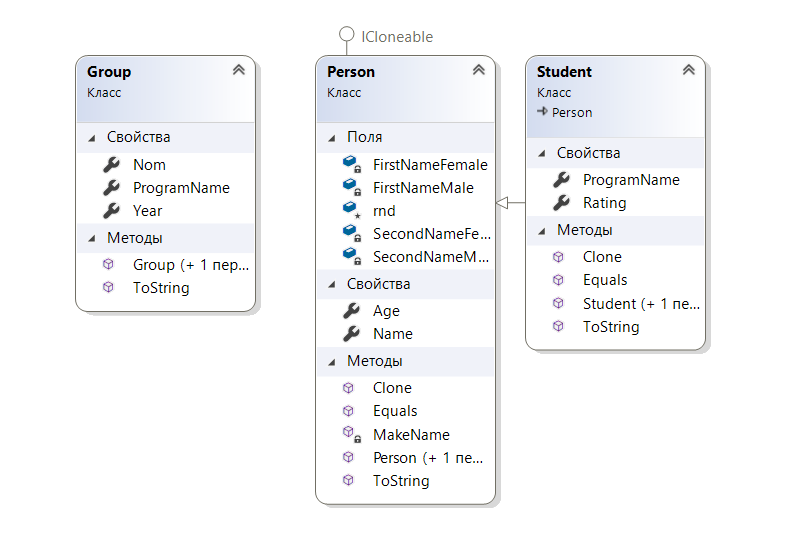 ICloneable
Group
Класс
Свойства
Nom
ProgramName
Year
Методы
Group (+ 1 пер...
ToString
Person
Класс
Поля
FirstNameFemale
FirstNameMale
rnd
SecondNameFe...
SecondNameM...
Свойства
Age
Name
Методы
Clone
Equals
MakeName
Person (+ 1 пе...
ToString
Student
Класс
Person
Свойства
ProgramName
Rating
Методы
Clone
Equals
Student (+ 1 пе...
ToString